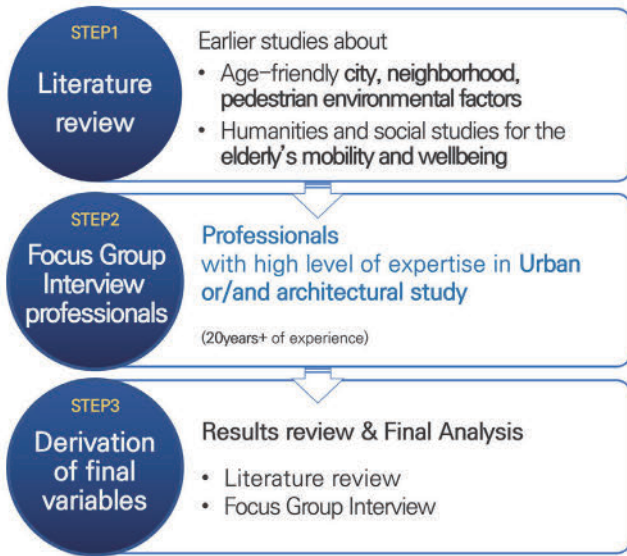 STEP1
Literature
review
Earlier studies about
• Age-friendly city, neighborhood,
pedestrian environmental factors
• Humanities and social studies for the
elderly's mobility and wellbeing
STEP2
Focus Group
Interview
professionals
Professionals
with high level of expertise in Urban
or/and architectural study
(20years+ of experience)
STEP3
Derivation
of final
variables
Results review & Final Analysis
• Literature review
• Focus Group Interview